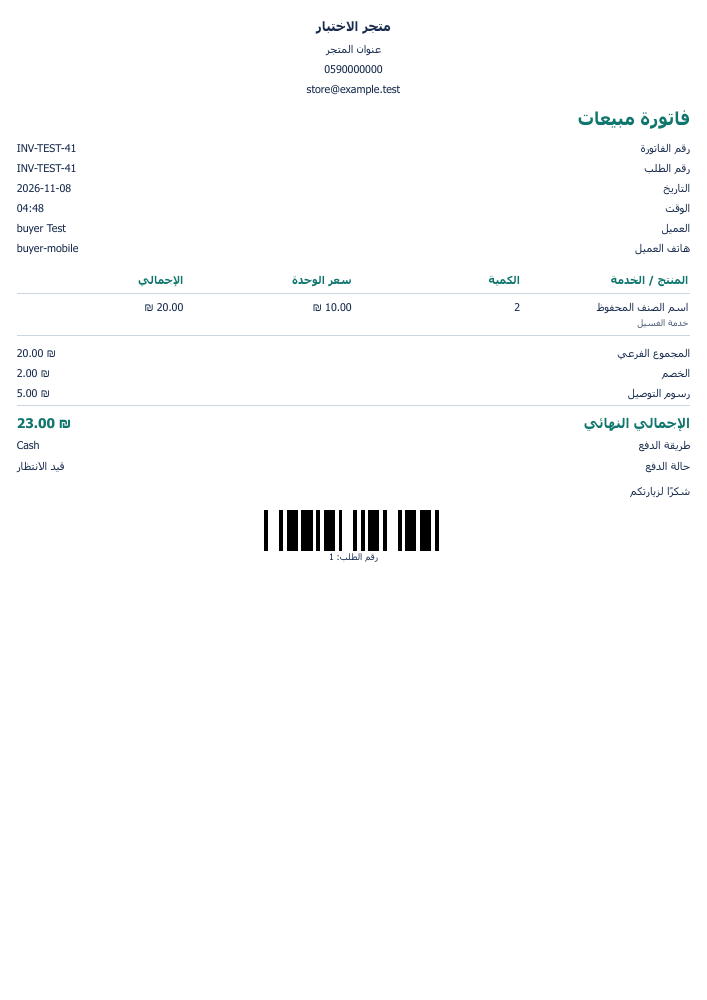 متجر الاختبار
عنوان المتجر
0590000000
store@example.test
فاتورة مبيعات
رقم الفاتورة INV-TEST-41
رقم الطلب INV-TEST-41
التاريخ 2026-11-08
الوقت 04:48
العميل buyer Test
هاتف العميل buyer-mobile
المنتج / الخدمة الكمية سعر الوحدة الإجمالي
اسم الصنف المحفوظ 2 10.00 ₪ 20.00 ₪
خدمة الغسيل
المجموع الفرعي 20.00 ₪
الخصم 2.00 ₪
رسوم التوصيل 5.00 ₪
الإجمالي النهائي 23.00 ₪
طريقة الدفع Cash
حالة الدفع قيد الانتظار
شكرًا لزيارتكم
رقم الطلب: 1